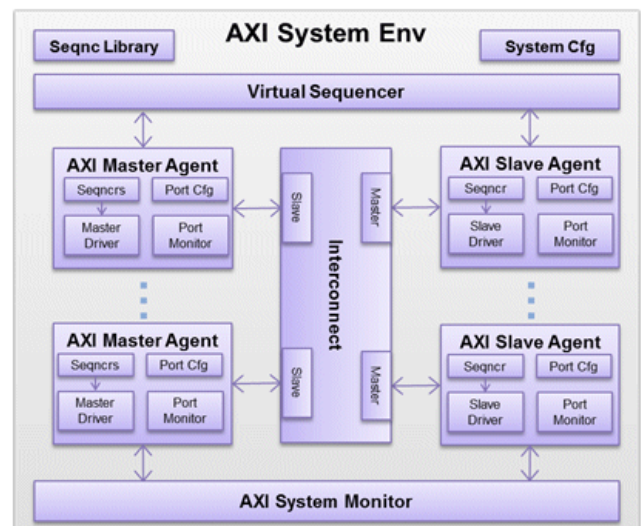 AXI System Env
Seqnc Library
System Cfg
Virtual Sequencer
AXI Master Agent
Seqncrs
Port Cfg
Master Driver
Port Monitor
Slave
Master
Interconnect
AXI Slave Agent
Seqncr
Port Cfg
Slave Driver
Port Monitor
AXI Master Agent
Seqncrs
Port Cfg
Master Driver
Port Monitor
Slave
Master
AXI Slave Agent
Seqncr
Port Cfg
Slave Driver
Port Monitor
AXI System Monitor